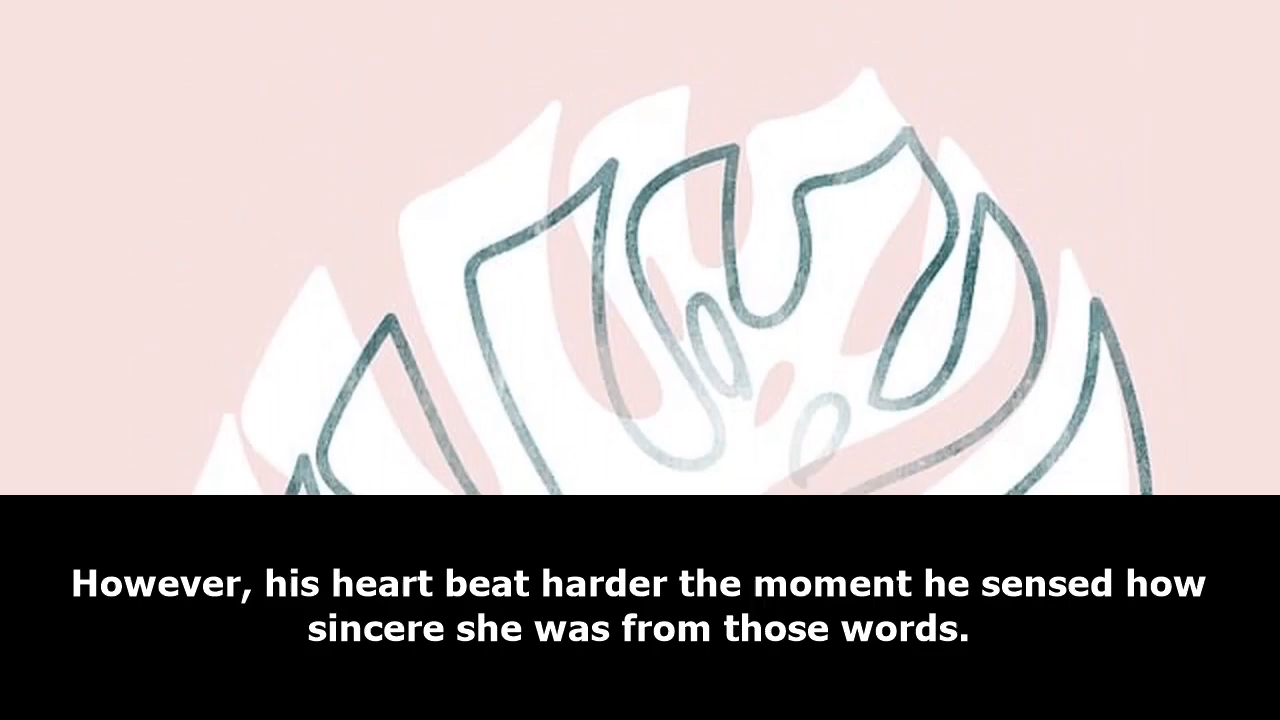 However, his heart beat harder the moment he sensed how
sincere she was from those words.